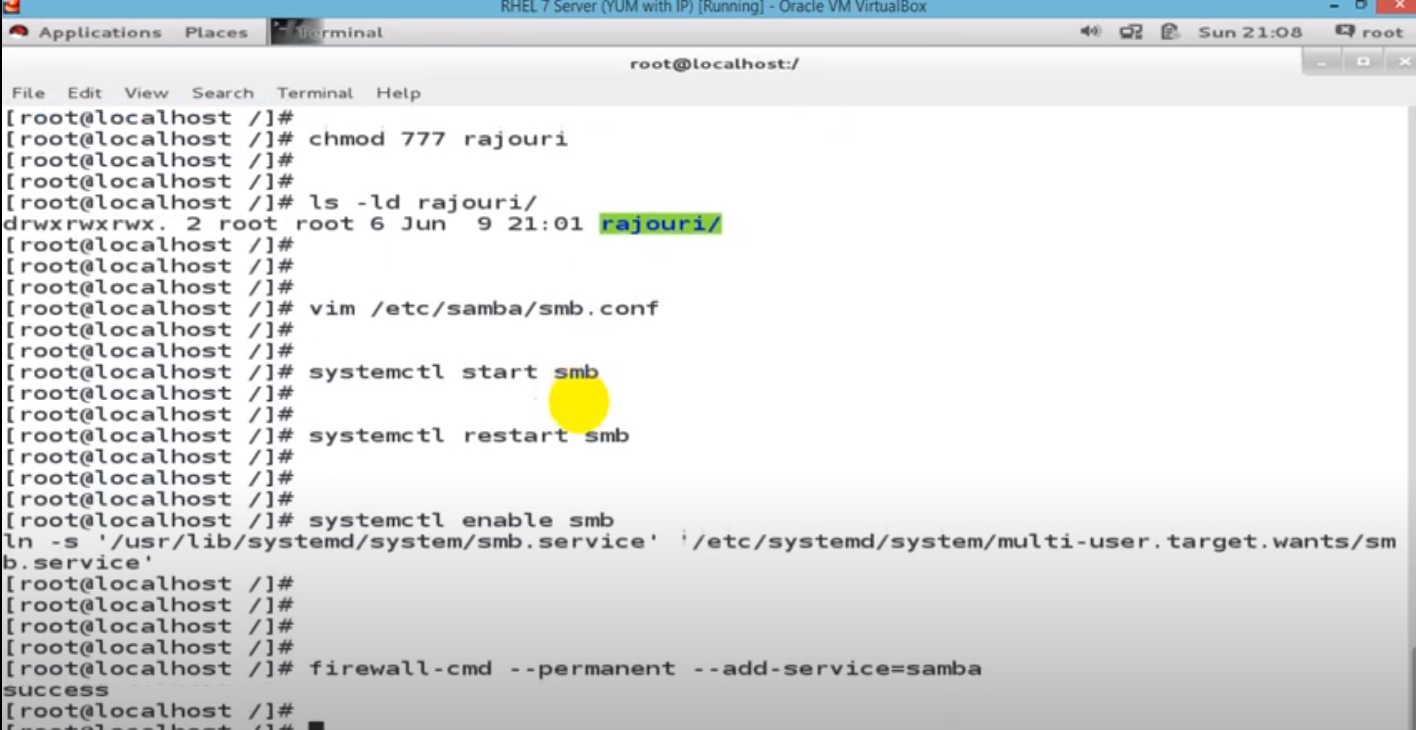 RHEL 7 Server (YUM with IP) [Running] - Oracle VM VirtualBox
Applications Places Terminal Sun 21:08 root
root@localhost:/
File Edit View Search Terminal Help
[root@localhost /]#
[root@localhost /]# chmod 777 rajouri
[root@localhost /]#
[root@localhost /]#
[root@localhost /]# ls -ld rajouri/
drwxrwxrwx. 2 root root 6 Jun  9 21:01 rajouri/
[root@localhost /]#
[root@localhost /]#
[root@localhost /]#
[root@localhost /]# vim /etc/samba/smb.conf
[root@localhost /]#
[root@localhost /]#
[root@localhost /]# systemctl start smb
[root@localhost /]#
[root@localhost /]#
[root@localhost /]# systemctl restart smb
[root@localhost /]#
[root@localhost /]#
[root@localhost /]#
[root@localhost /]# systemctl enable smb
ln -s '/usr/lib/systemd/system/smb.service' '/etc/systemd/system/multi-user.target.wants/sm
b.service'
[root@localhost /]#
[root@localhost /]#
[root@localhost /]#
[root@localhost /]#
[root@localhost /]# firewall-cmd --permanent --add-service=samba
success
[root@localhost /]#
[root@localhost /]#